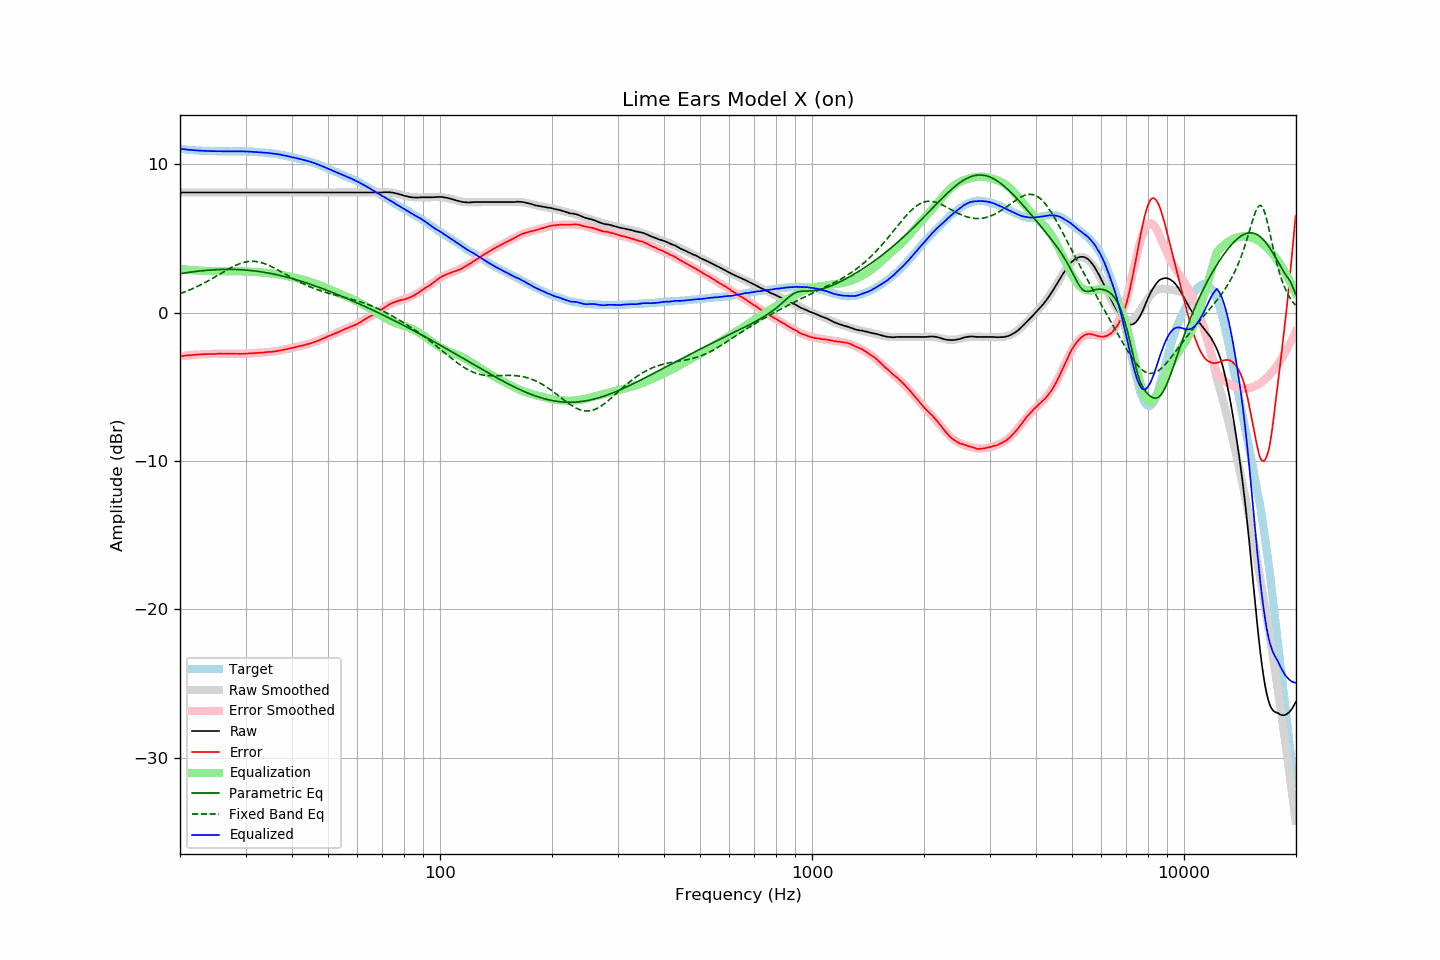 Lime Ears Model X (on)
10
0
−10
−20
−30
Amplitude (dBr)
Target
Raw Smoothed
Error Smoothed
Raw
Error
Equalization
Parametric Eq
Fixed Band Eq
Equalized
100
1000
10000
Frequency (Hz)